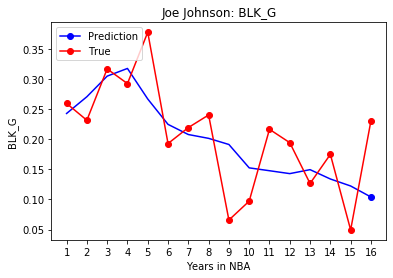 Joe Johnson: BLK_G
Prediction
True
BLK_G
0.35
0.30
0.25
0.20
0.15
0.10
0.05
1 2 3 4 5 6 7 8 9 10 11 12 13 14 15 16
Years in NBA